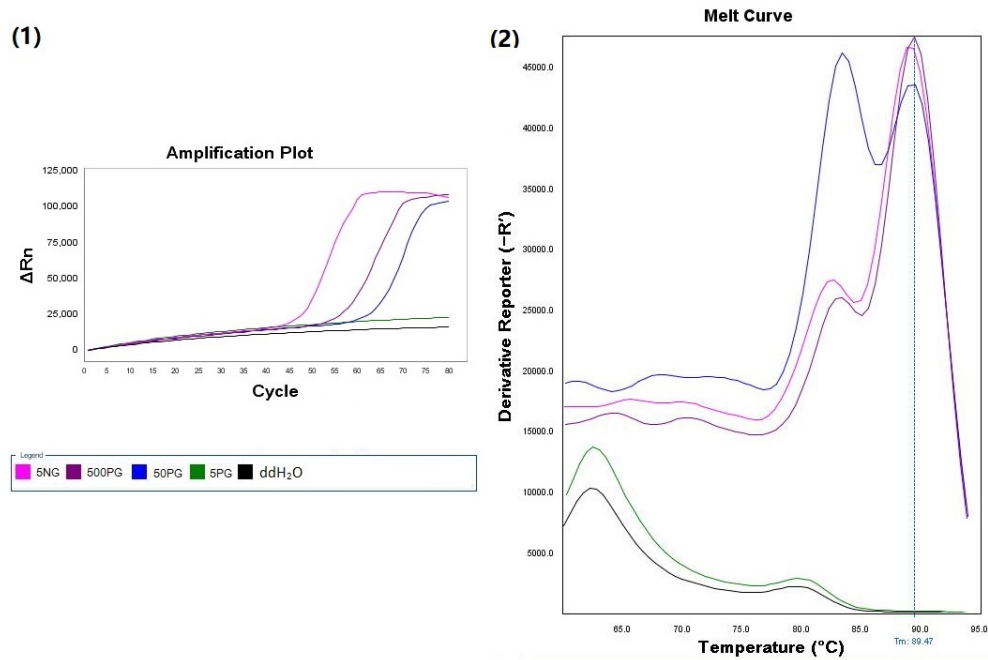 (1)
Amplification Plot
125,000
100,000
75,000
50,000
25,000
0
ΔRn
0 5 10 15 20 25 30 35 40 45 50 55 60 65 70 75 80
Cycle
Legend
5NG 500PG 50PG 5PG ddH₂O
(2)
Melt Curve
45000.0
40000.0
35000.0
30000.0
25000.0
20000.0
15000.0
10000.0
5000.0
Derivative Reporter (−R′)
65.0 70.0 75.0 80.0 85.0 90.0 95.0
Tm: 89.47
Temperature (°C)